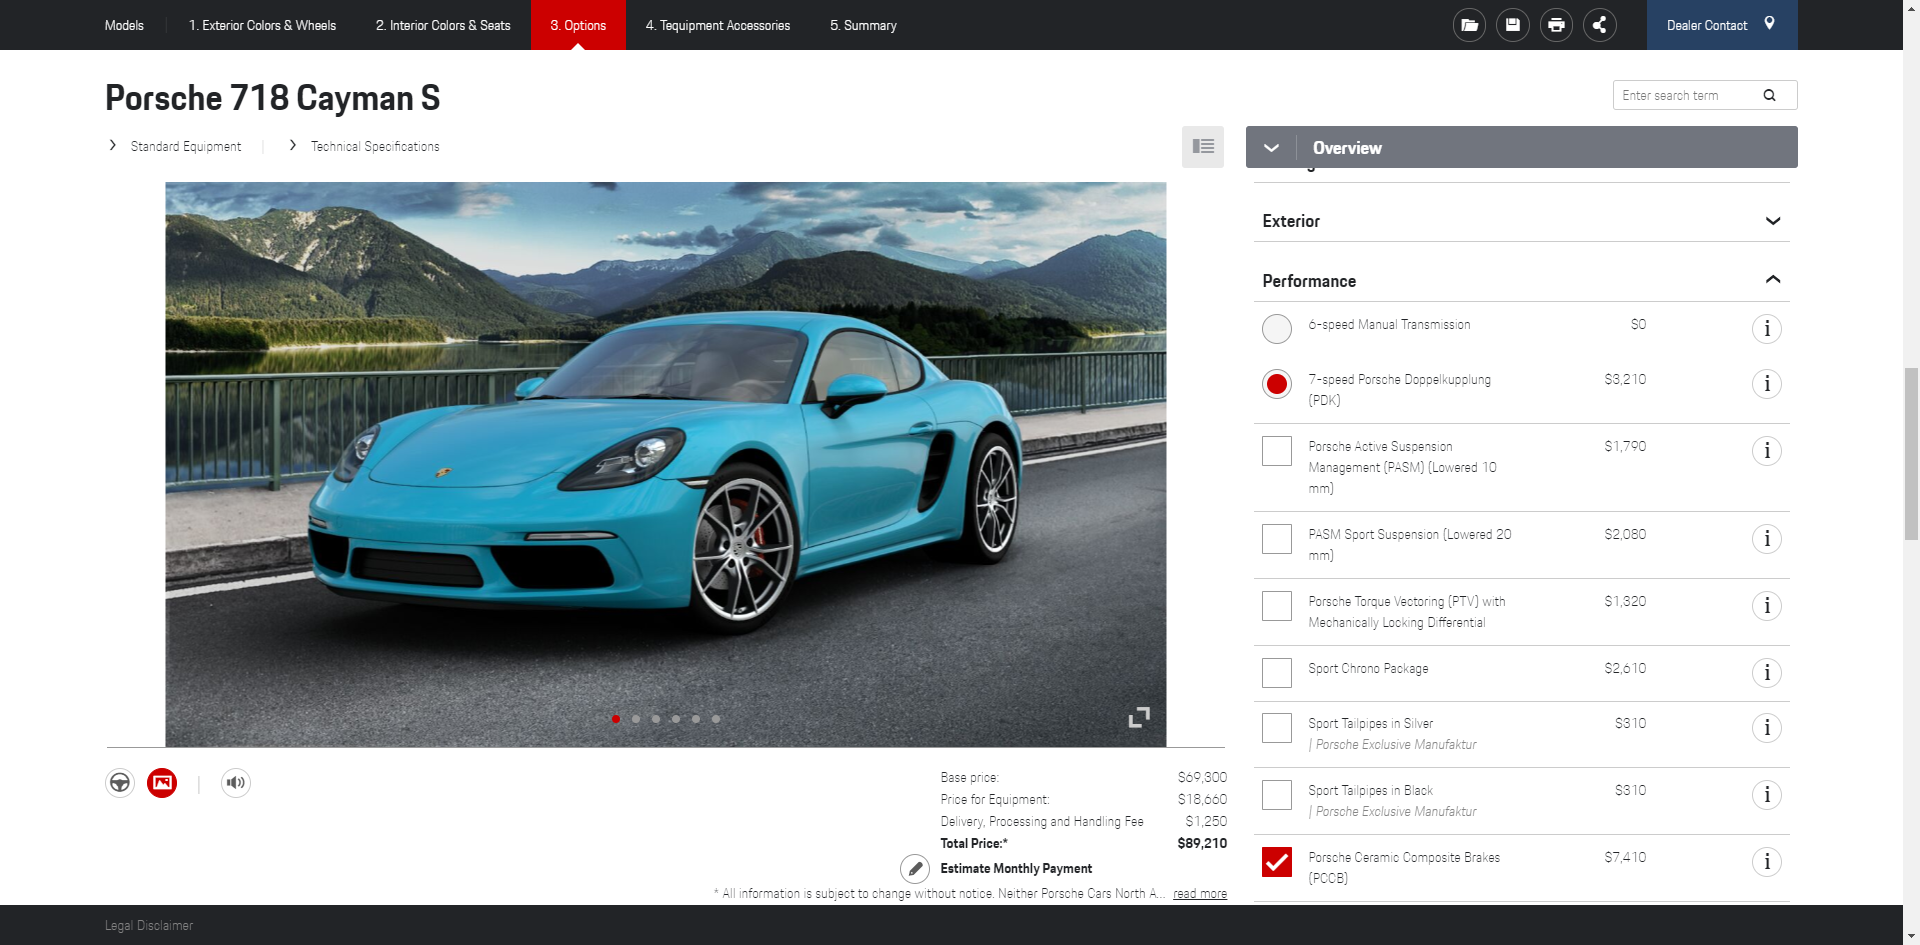 Models
1. Exterior Colors & Wheels
2. Interior Colors & Seats
3. Options
4. Tequipment Accessories
5. Summary
Dealer Contact
Porsche 718 Cayman S
Enter search term
Standard Equipment
Technical Specifications
Overview
Exterior
Performance
6-speed Manual Transmission $0
i
7-speed Porsche Doppelkupplung $3,210
(PDK)
i
Porsche Active Suspension $1,790
Management (PASM) (Lowered 10
mm)
i
PASM Sport Suspension (Lowered 20 $2,080
mm)
i
Porsche Torque Vectoring (PTV) with $1,320
Mechanically Locking Differential
i
Sport Chrono Package $2,610
i
Sport Tailpipes in Silver $310
| Porsche Exclusive Manufaktur
i
Sport Tailpipes in Black $310
| Porsche Exclusive Manufaktur
i
Porsche Ceramic Composite Brakes $7,410
(PCCB)
i
Base price: $69,300
Price for Equipment: $18,660
Delivery, Processing and Handling Fee $1,250
Total Price:* $89,210
Estimate Monthly Payment
* All information is subject to change without notice. Neither Porsche Cars North A... read more
Legal Disclaimer